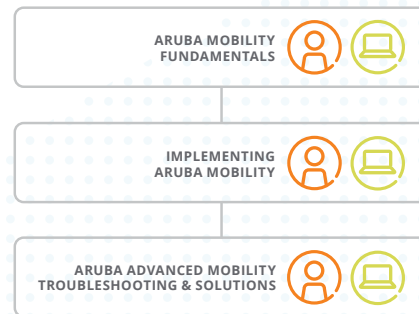 ARUBA MOBILITY
FUNDAMENTALS
IMPLEMENTING
ARUBA MOBILITY
ARUBA ADVANCED MOBILITY
TROUBLESHOOTING & SOLUTIONS